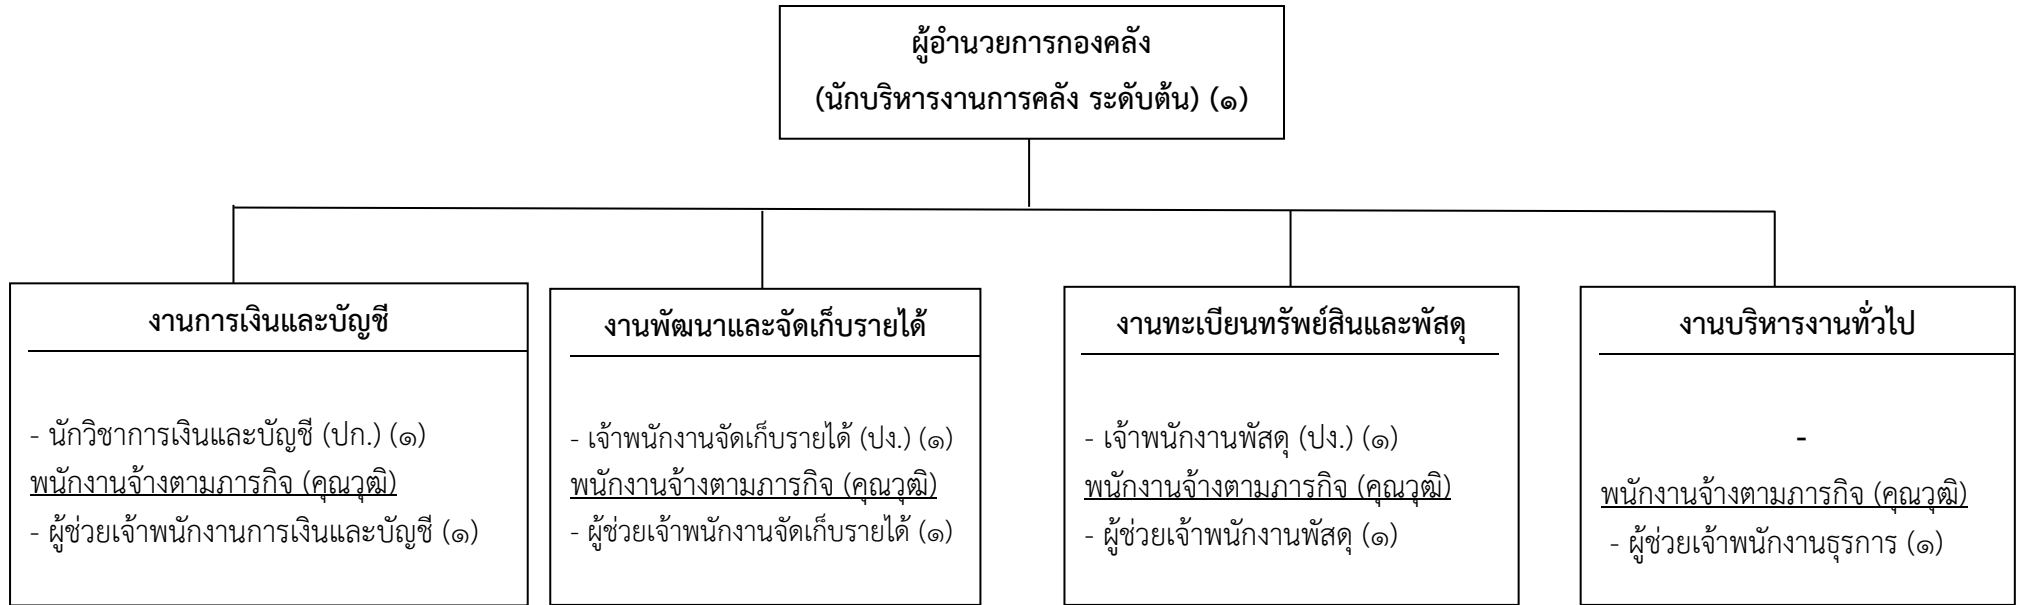 ผู้อำนวยการกองคลัง
(นักบริหารงานการคลัง ระดับต้น) (๑)
งานการเงินและบัญชี
- นักวิชาการเงินและบัญชี (ปก.) (๑)
พนักงานจ้างตามภารกิจ (คุณวุฒิ)
- ผู้ช่วยเจ้าพนักงานการเงินและบัญชี (๑)
งานพัฒนาและจัดเก็บรายได้
- เจ้าพนักงานจัดเก็บรายได้ (ปง.) (๑)
พนักงานจ้างตามภารกิจ (คุณวุฒิ)
- ผู้ช่วยเจ้าพนักงานจัดเก็บรายได้ (๑)
งานทะเบียนทรัพย์สินและพัสดุ
- เจ้าพนักงานพัสดุ (ปง.) (๑)
พนักงานจ้างตามภารกิจ (คุณวุฒิ)
- ผู้ช่วยเจ้าพนักงานพัสดุ (๑)
งานบริหารงานทั่วไป
-
พนักงานจ้างตามภารกิจ (คุณวุฒิ)
- ผู้ช่วยเจ้าพนักงานธุรการ (๑)